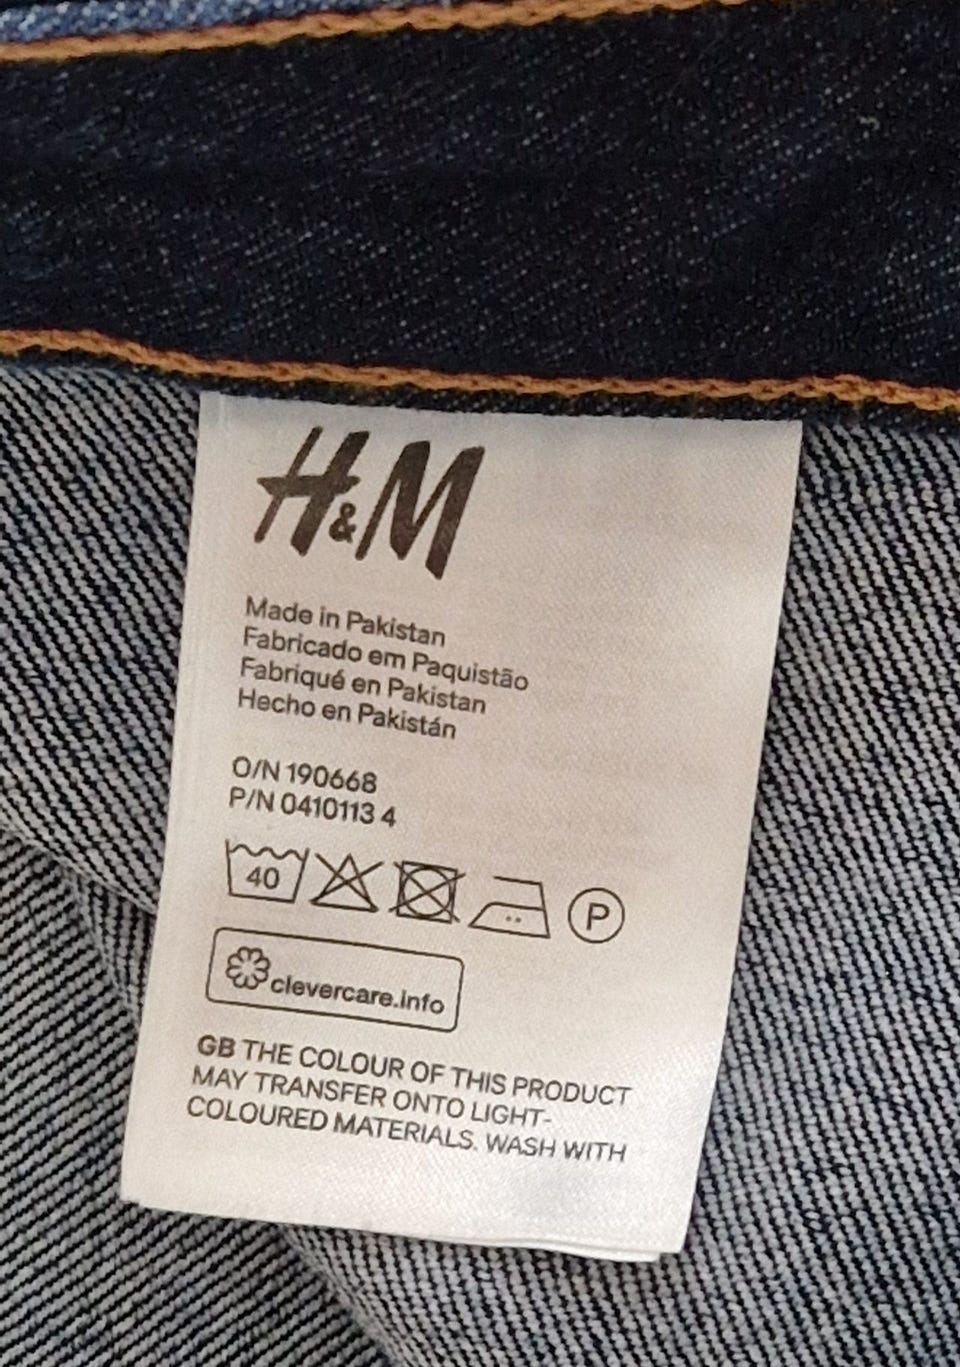 H&M
Made in Pakistan
Fabricado em Paquistão
Fabriqué en Pakistan
Hecho en Pakistán
O/N 190668
P/N 0410113 4
40 P
clevercare.info
GB THE COLOUR OF THIS PRODUCT
MAY TRANSFER ONTO LIGHT-
COLOURED MATERIALS. WASH WITH